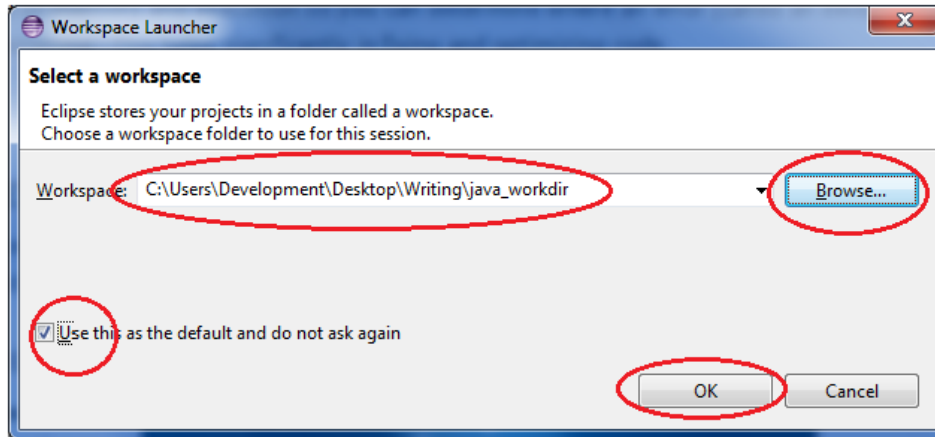 Workspace Launcher
Select a workspace
Eclipse stores your projects in a folder called a workspace.
Choose a workspace folder to use for this session.
Workspace: C:\Users\Development\Desktop\Writing\java_workdir Browse...
Use this as the default and do not ask again
OK Cancel